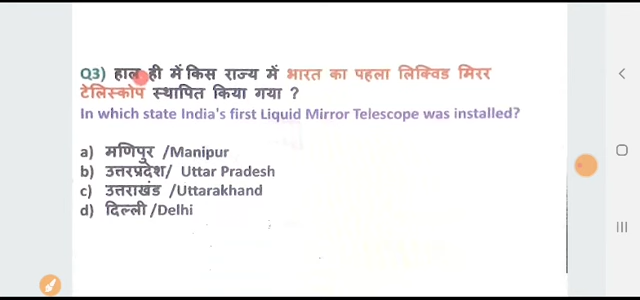 Q3) हाल ही में किस राज्य में भारत का पहला लिक्विड मिरर
टेलिस्कोप स्थापित किया गया ?
In which state India's first Liquid Mirror Telescope was installed?
a) मणिपुर /Manipur
b) उत्तरप्रदेश/ Uttar Pradesh
c) उत्तराखंड /Uttarakhand
d) दिल्ली /Delhi